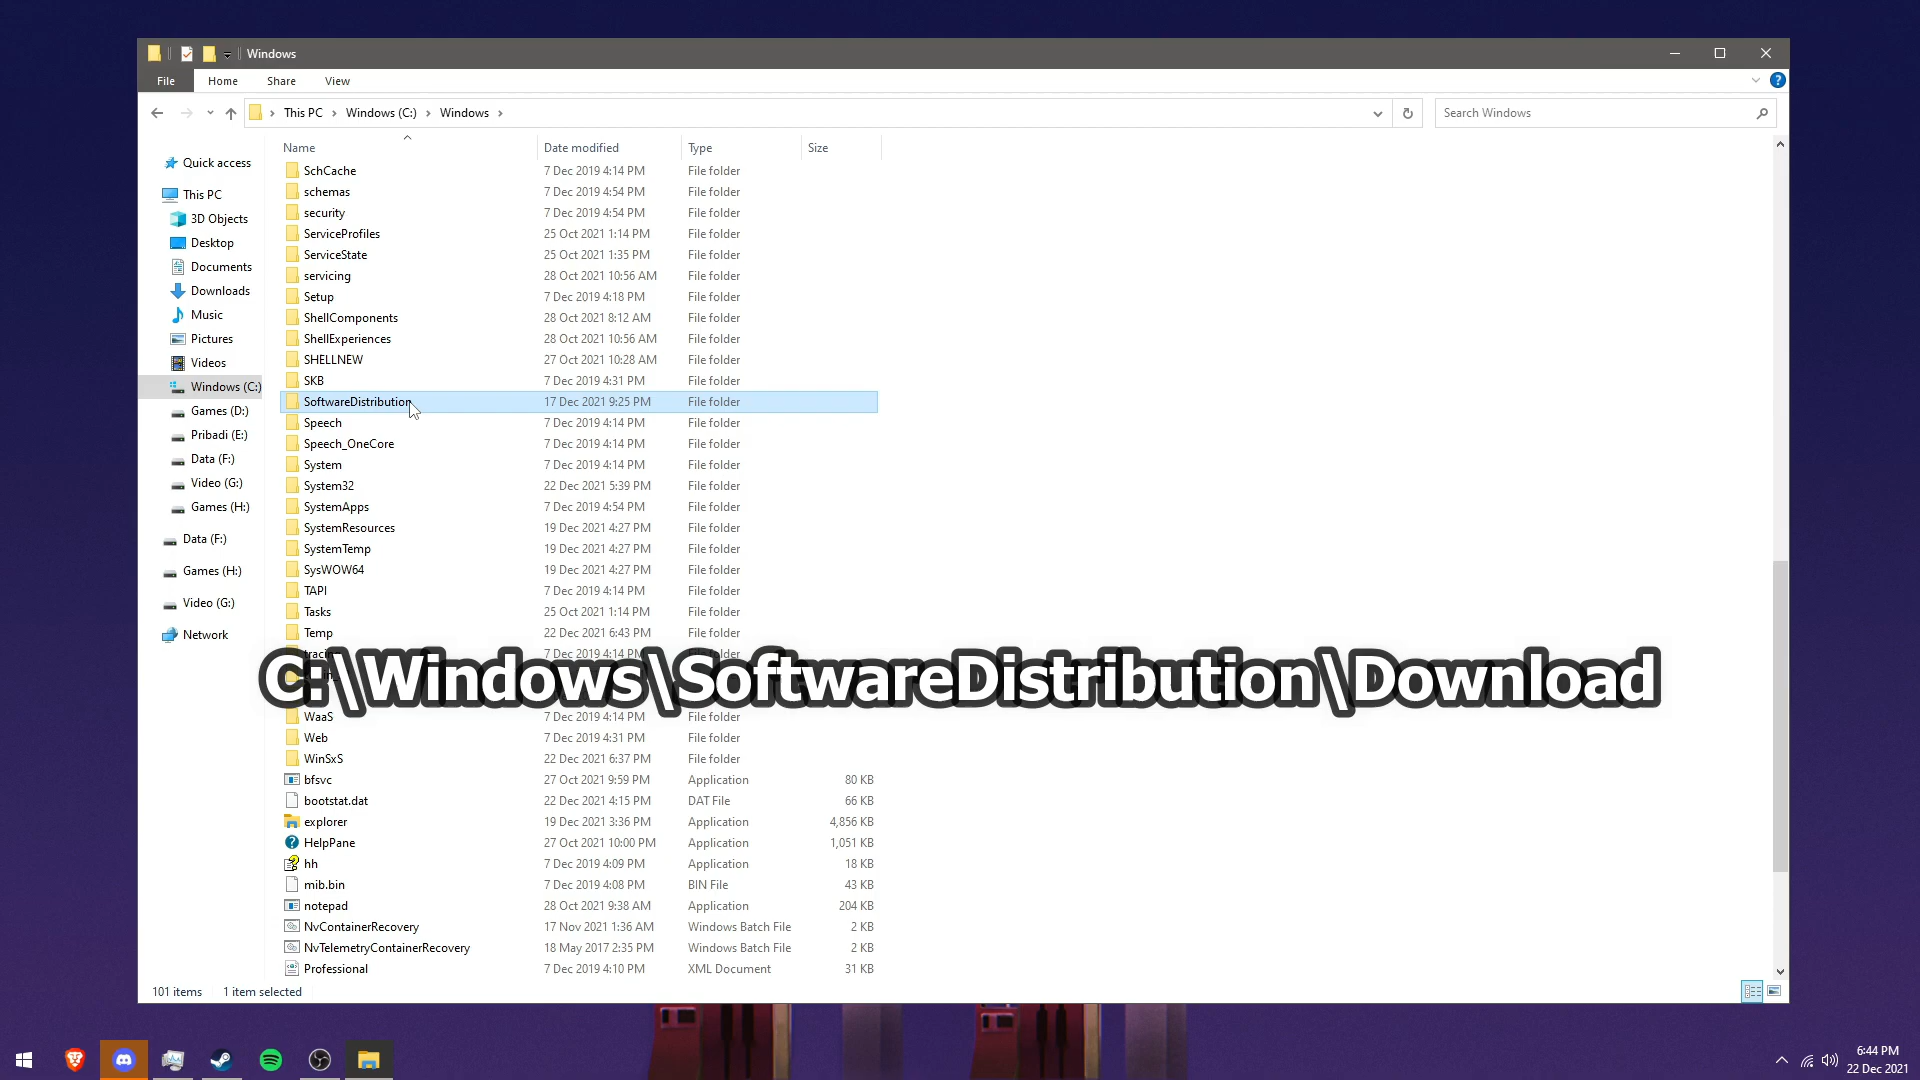 Windows
File Home Share View
This PC Windows (C:) Windows
Search Windows
Name Date modified Type Size
Quick access
This PC
3D Objects
Desktop
Documents
Downloads
Music
Pictures
Videos
Windows (C:)
Games (D:)
Pribadi (E:)
Data (F:)
Video (G:)
Games (H:)
Data (F:)
Games (H:)
Video (G:)
Network
SchCache 7 Dec 2019 4:14 PM File folder
schemas 7 Dec 2019 4:54 PM File folder
security 7 Dec 2019 4:54 PM File folder
ServiceProfiles 25 Oct 2021 1:14 PM File folder
ServiceState 25 Oct 2021 1:35 PM File folder
servicing 28 Oct 2021 10:56 AM File folder
Setup 7 Dec 2019 4:18 PM File folder
ShellComponents 28 Oct 2021 8:12 AM File folder
ShellExperiences 28 Oct 2021 10:56 AM File folder
SHELLNEW 27 Oct 2021 10:28 AM File folder
SKB 7 Dec 2019 4:31 PM File folder
SoftwareDistribution 17 Dec 2021 9:25 PM File folder
Speech 7 Dec 2019 4:14 PM File folder
Speech_OneCore 7 Dec 2019 4:14 PM File folder
System 7 Dec 2019 4:14 PM File folder
System32 22 Dec 2021 5:39 PM File folder
SystemApps 7 Dec 2019 4:54 PM File folder
SystemResources 19 Dec 2021 4:27 PM File folder
SystemTemp 19 Dec 2021 4:27 PM File folder
SysWOW64 19 Dec 2021 4:27 PM File folder
TAPI 7 Dec 2019 4:14 PM File folder
Tasks 25 Oct 2021 1:14 PM File folder
Temp 22 Dec 2021 6:43 PM File folder
7 Dec 2019 4:14 PM File folder
C:\Windows\SoftwareDistribution\Download
WaaS 7 Dec 2019 4:14 PM File folder
Web 7 Dec 2019 4:31 PM File folder
WinSxS 22 Dec 2021 6:37 PM File folder
bfsvc 27 Oct 2021 9:59 PM Application 80 KB
bootstat.dat 22 Dec 2021 4:15 PM DAT File 66 KB
explorer 19 Dec 2021 3:36 PM Application 4,856 KB
HelpPane 27 Oct 2021 10:00 PM Application 1,051 KB
hh 7 Dec 2019 4:09 PM Application 18 KB
mib.bin 7 Dec 2019 4:08 PM BIN File 43 KB
notepad 28 Oct 2021 9:38 AM Application 204 KB
NvContainerRecovery 17 Nov 2021 1:36 AM Windows Batch File 2 KB
NvTelemetryContainerRecovery 18 May 2017 2:35 PM Windows Batch File 2 KB
Professional 7 Dec 2019 4:10 PM XML Document 31 KB
101 items 1 item selected
6:44 PM
22 Dec 2021